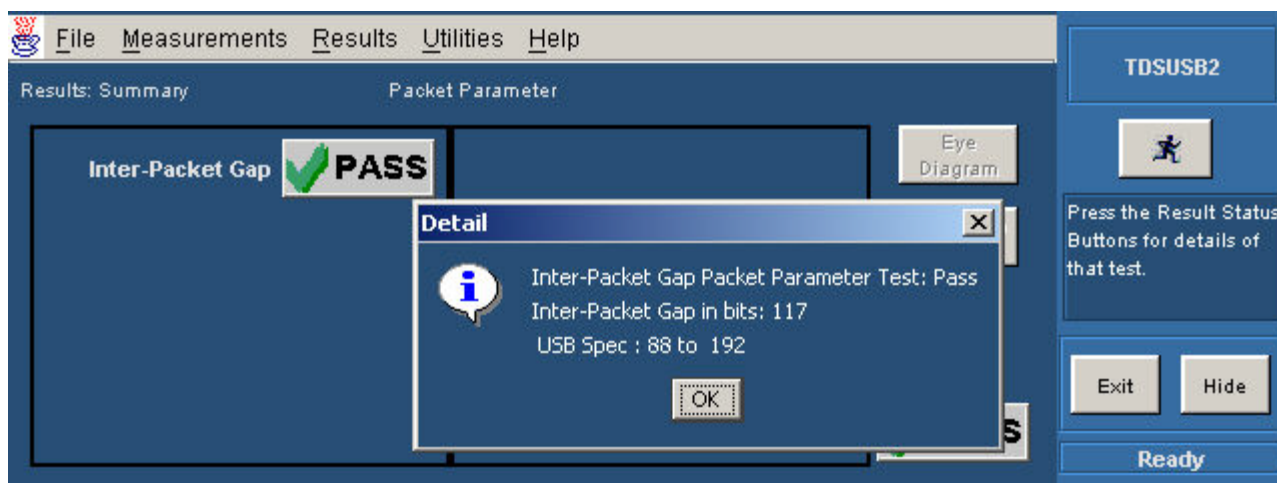 File Measurements Results Utilities Help
Results: Summary Packet Parameter
Inter-Packet Gap PASS
Eye
Diagram
Detail
Inter-Packet Gap Packet Parameter Test: Pass
Inter-Packet Gap in bits: 117
USB Spec : 88 to 192
OK
S
TDSUSB2
Press the Result Status
Buttons for details of
that test.
Exit Hide
Ready